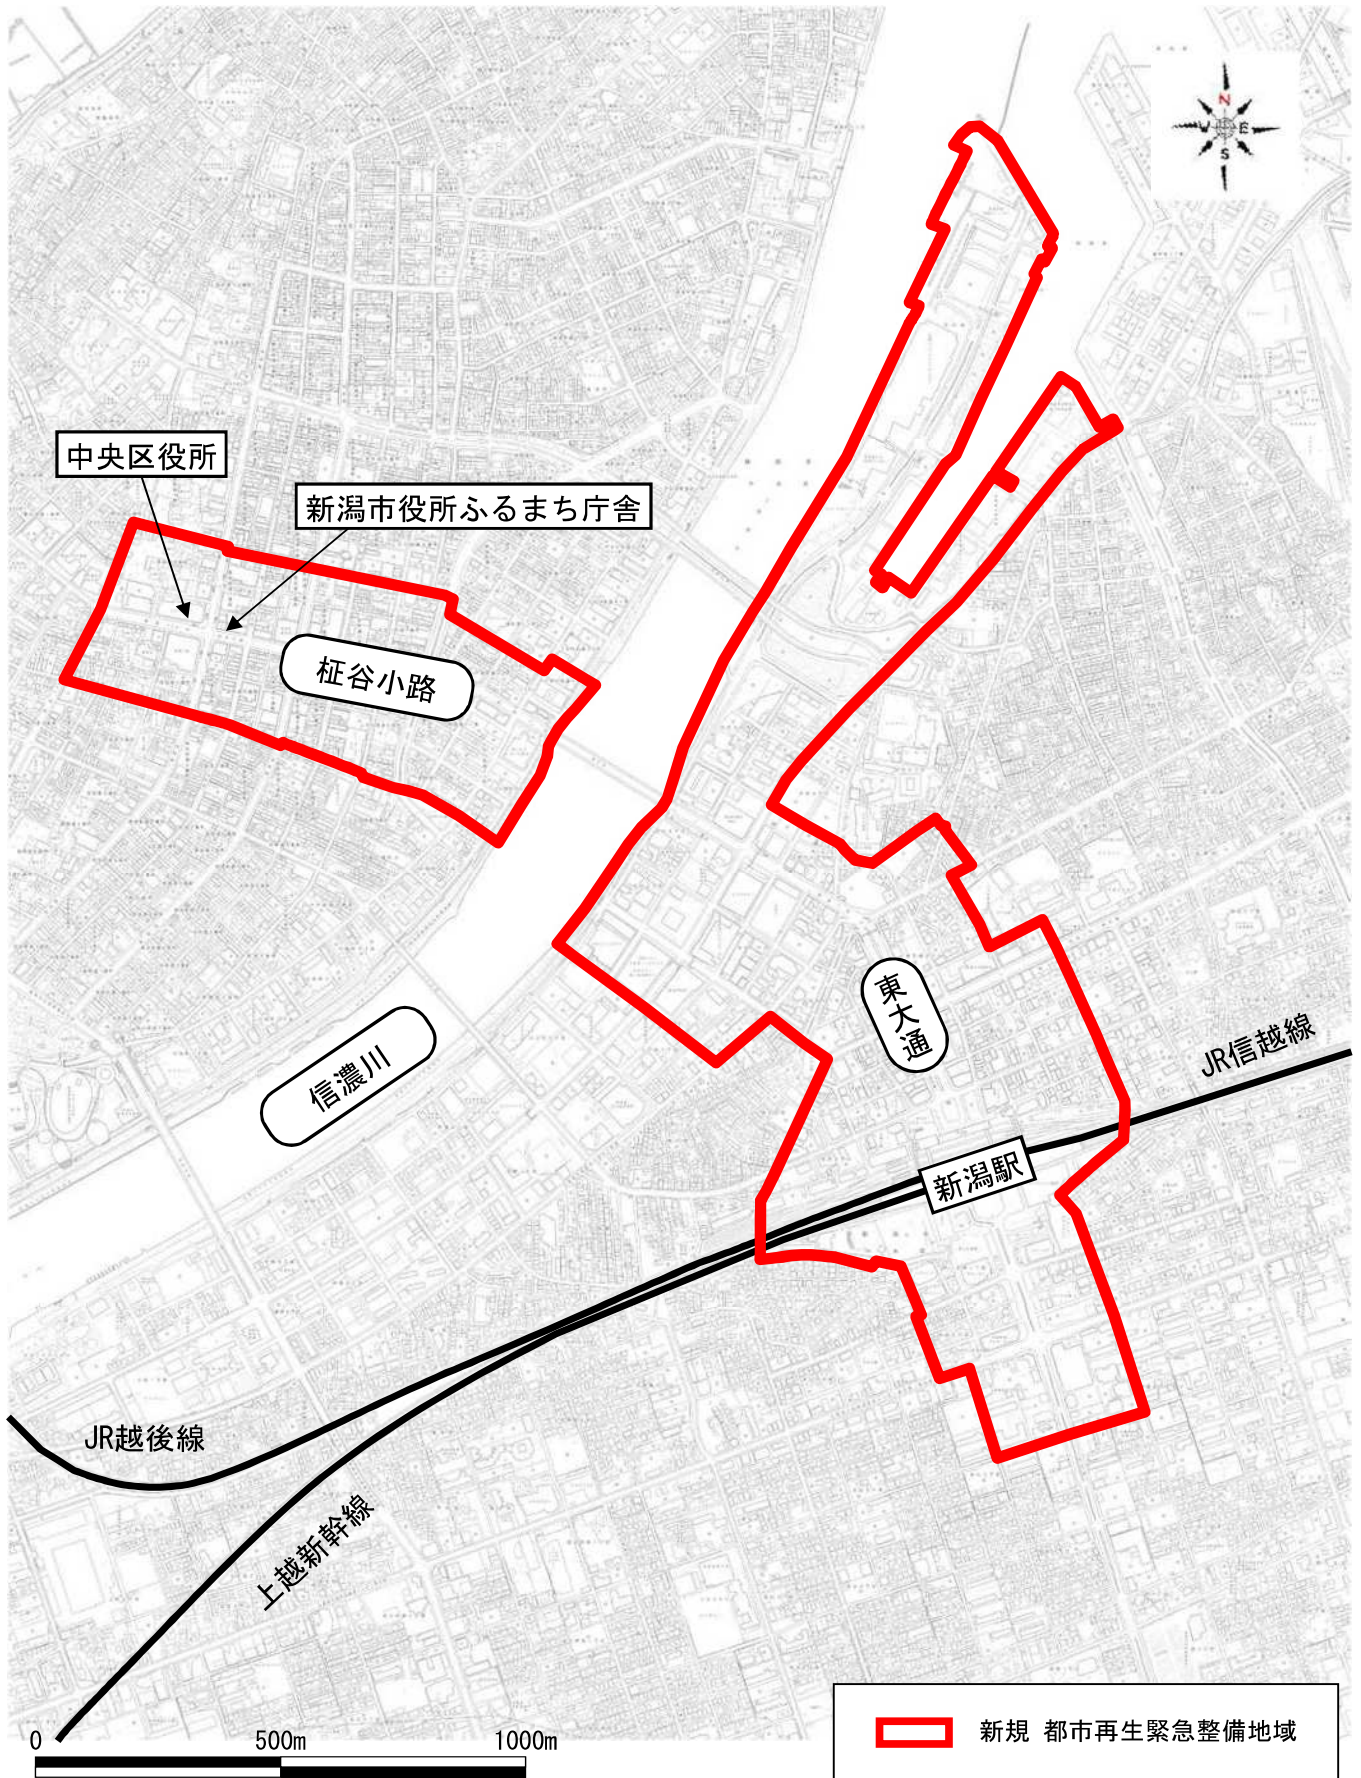 N
W E
S
中央区役所
新潟市役所ふるまち庁舎
柾谷小路
東大通
信濃川
JR信越線
新潟駅
JR越後線
上越新幹線
0 500m 1000m
新規 都市再生緊急整備地域